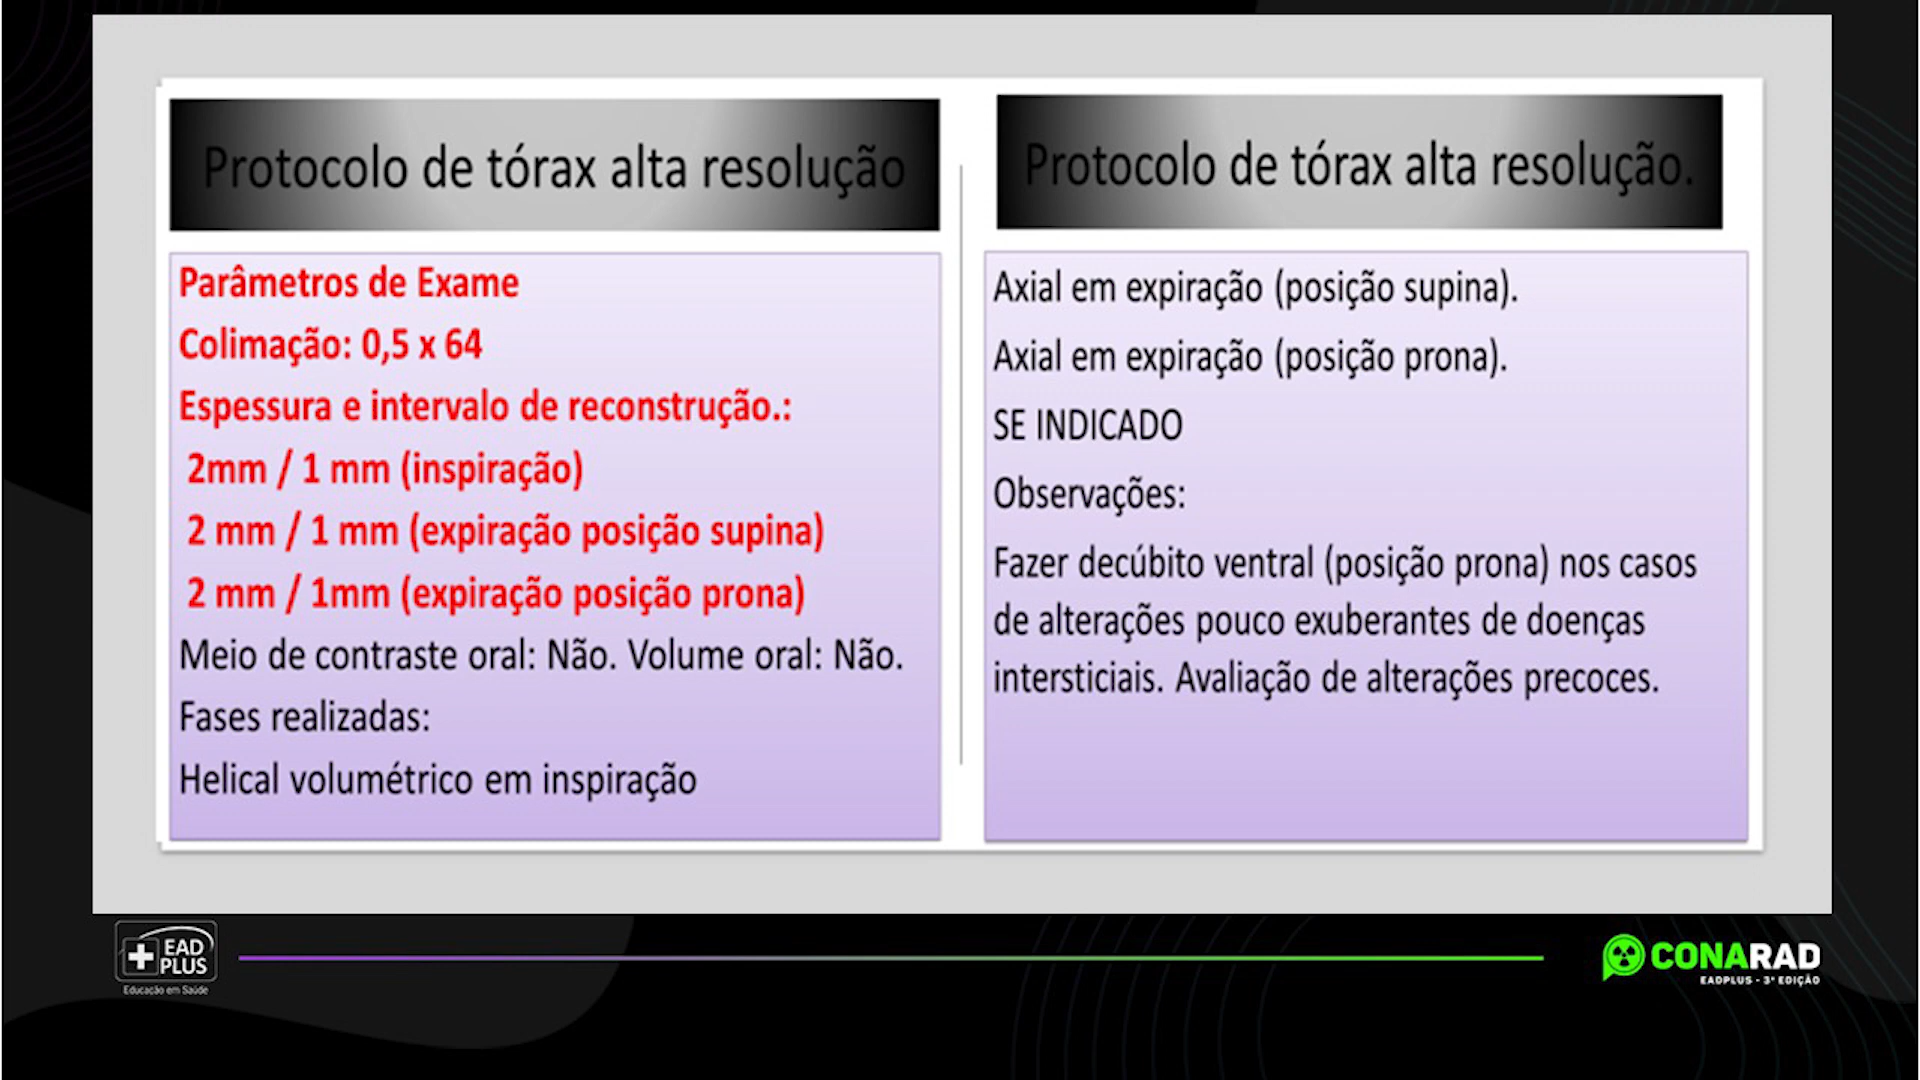 Protocolo de tórax alta resolução
Parâmetros de Exame
Colimação: 0,5 x 64
Espessura e intervalo de reconstrução.:
2mm / 1 mm (inspiração)
2 mm / 1 mm (expiração posição supina)
2 mm / 1mm (expiração posição prona)
Meio de contraste oral: Não. Volume oral: Não.
Fases realizadas:
Helical volumétrico em inspiração
Protocolo de tórax alta resolução.
Axial em expiração (posição supina).
Axial em expiração (posição prona).
SE INDICADO
Observações:
Fazer decúbito ventral (posição prona) nos casos
de alterações pouco exuberantes de doenças
intersticiais. Avaliação de alterações precoces.
EAD
PLUS
Educação em Saúde
CONARAD
EADPLUS - 3ª EDIÇÃO